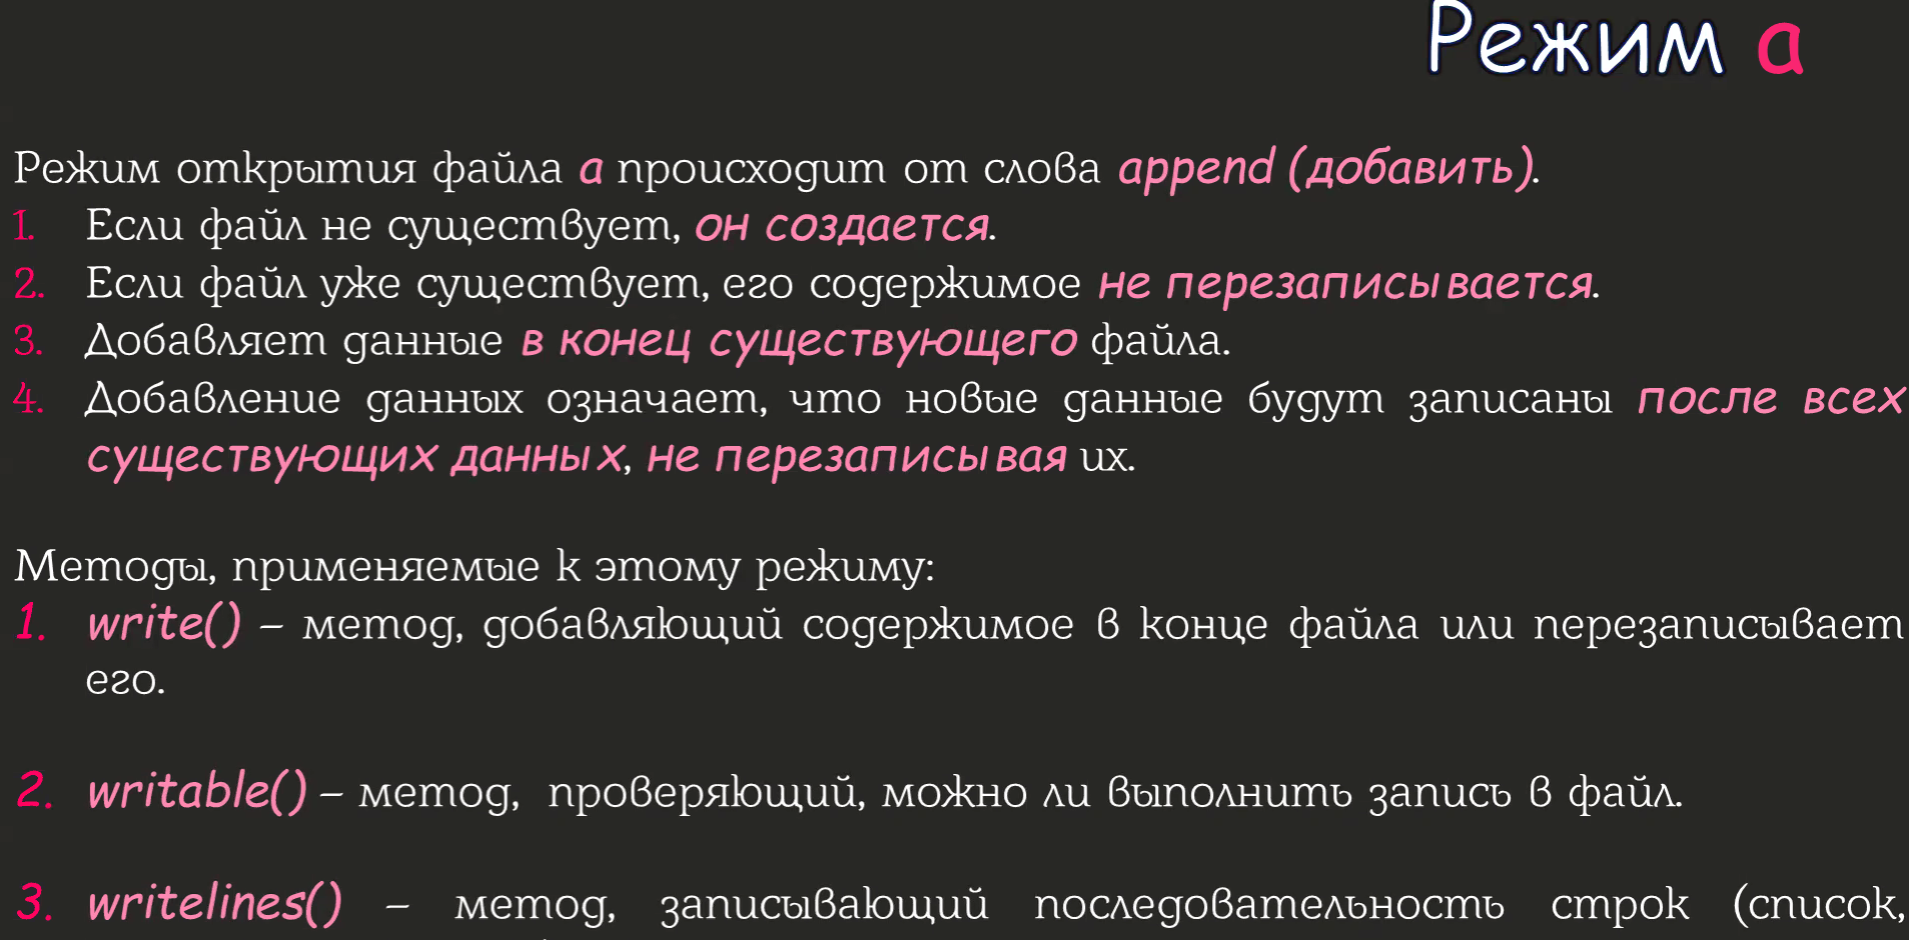 Режим а
Режим открытия файла а происходит от слова append (добавить).
1. Если файл не существует, он создается.
2. Если файл уже существует, его содержимое не перезаписывается.
3. Добавляет данные в конец существующего файла.
4. Добавление данных означает, что новые данные будут записаны после всех
существующих данных, не перезаписывая их.
Методы, применяемые к этому режиму:
1. write() – метод, добавляющий содержимое в конце файла или перезаписывает
его.
2. writable() – метод, проверяющий, можно ли выполнить запись в файл.
3. writelines() – метод, записывающий последовательность строк (список,